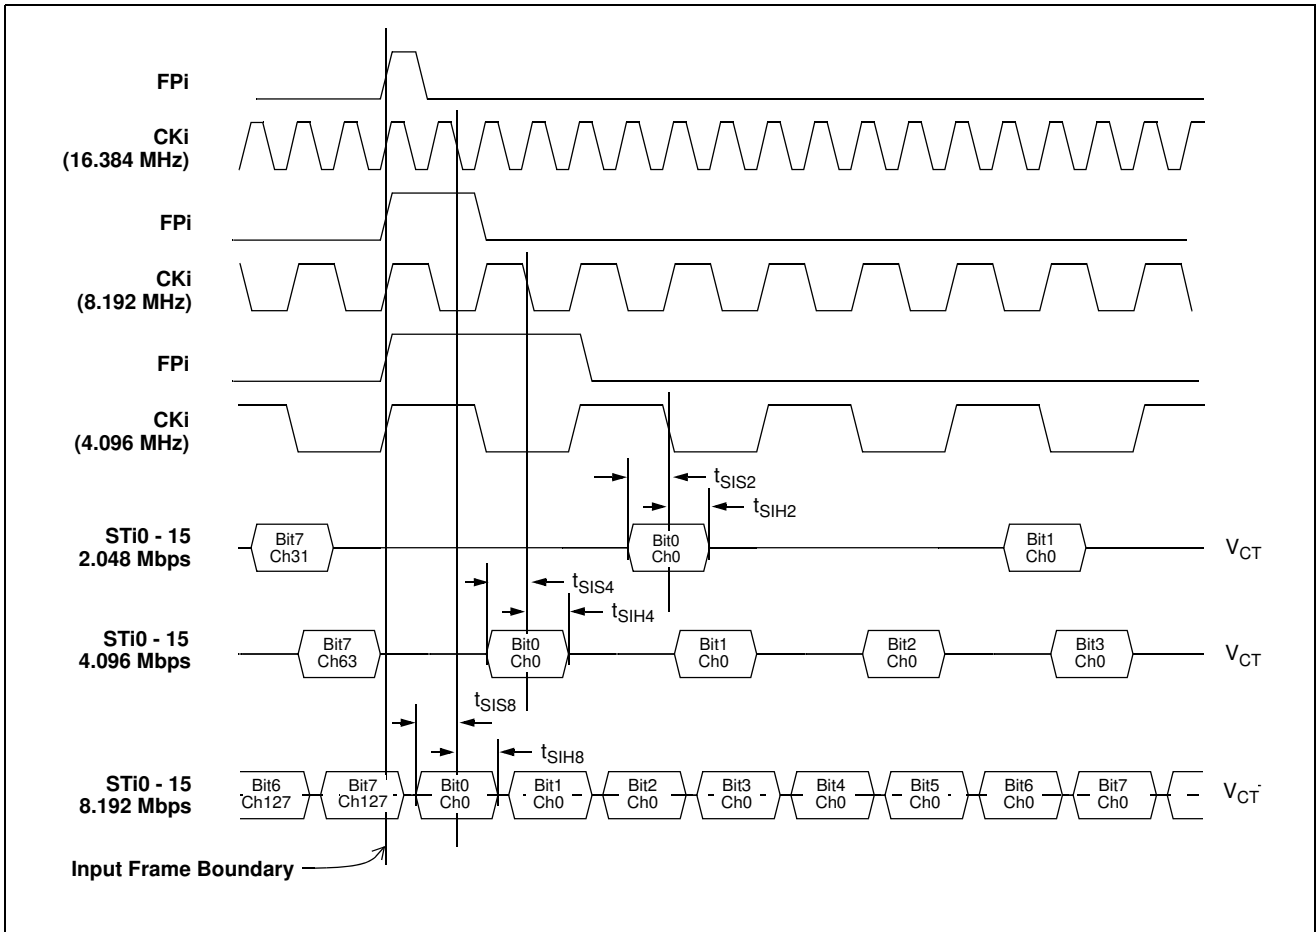 FPi
CKi
(16.384 MHz)
FPi
CKi
(8.192 MHz)
FPi
CKi
(4.096 MHz)
tSIS2
tSIH2
STi0 - 15
2.048 Mbps
Bit7
Ch31
Bit0
Ch0
Bit1
Ch0
VCT
tSIS4
tSIH4
STi0 - 15
4.096 Mbps
Bit7
Ch63
Bit0
Ch0
Bit1
Ch0
Bit2
Ch0
Bit3
Ch0
VCT
tSIS8
tSIH8
STi0 - 15
8.192 Mbps
Bit6
Ch127
Bit7
Ch127
Bit0
Ch0
Bit1
Ch0
Bit2
Ch0
Bit3
Ch0
Bit4
Ch0
Bit5
Ch0
Bit6
Ch0
Bit7
Ch0
VCT
Input Frame Boundary